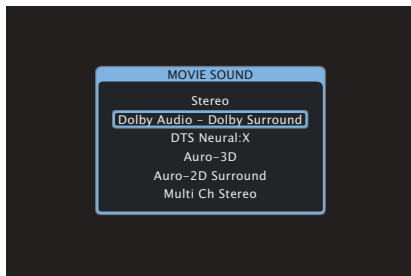 MOVIE SOUND
Stereo
Dolby Audio – Dolby Surround
DTS Neural:X
Auro-3D
Auro-2D Surround
Multi Ch Stereo